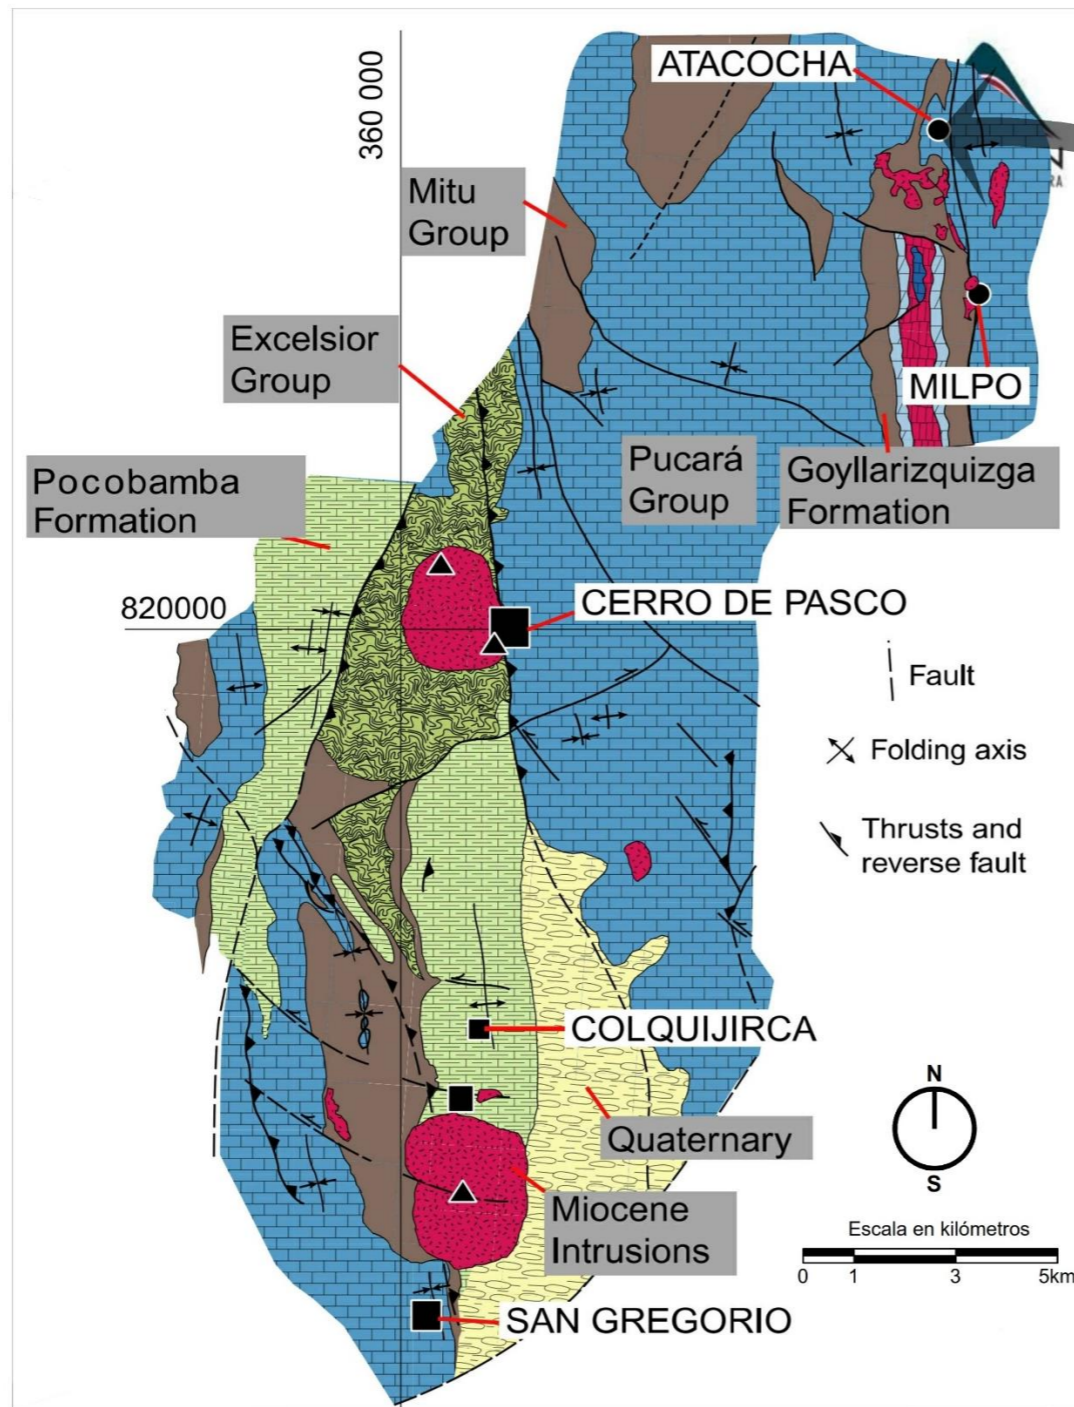 360 000
ATACOCHA
RA
Mitu
Group
Excelsior
Group
MILPO
Pucará
Group
Goyllarizquizga
Formation
Pocobamba
Formation
820000
CERRO DE PASCO
Fault
Folding axis
Thrusts and
reverse fault
COLQUIJIRCA
N
S
Quaternary
Miocene
Intrusions
Escala en kilómetros
0 1 3 5km
SAN GREGORIO